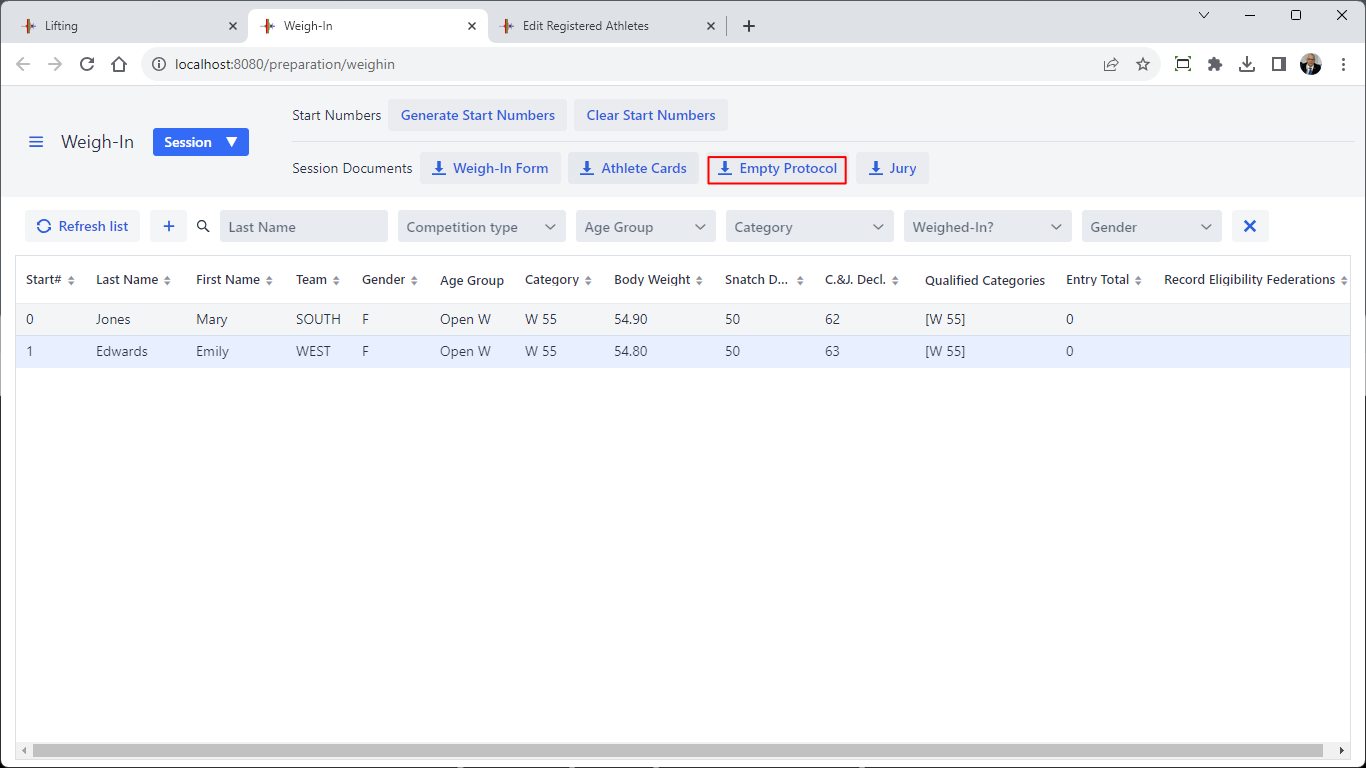 Lifting
Weigh-In
Edit Registered Athletes
localhost:8080/preparation/weighin
Start Numbers Generate Start Numbers Clear Start Numbers
Weigh-In Session
Session Documents Weigh-In Form Athlete Cards Empty Protocol Jury
Refresh list Last Name Competition type Age Group Category Weighed-In? Gender
Start# Last Name First Name Team Gender Age Group Category Body Weight Snatch D... C.&J. Decl. Qualified Categories Entry Total Record Eligibility Federations
0 Jones Mary SOUTH F Open W W 55 54.90 50 62 [W 55] 0
1 Edwards Emily WEST F Open W W 55 54.80 50 63 [W 55] 0